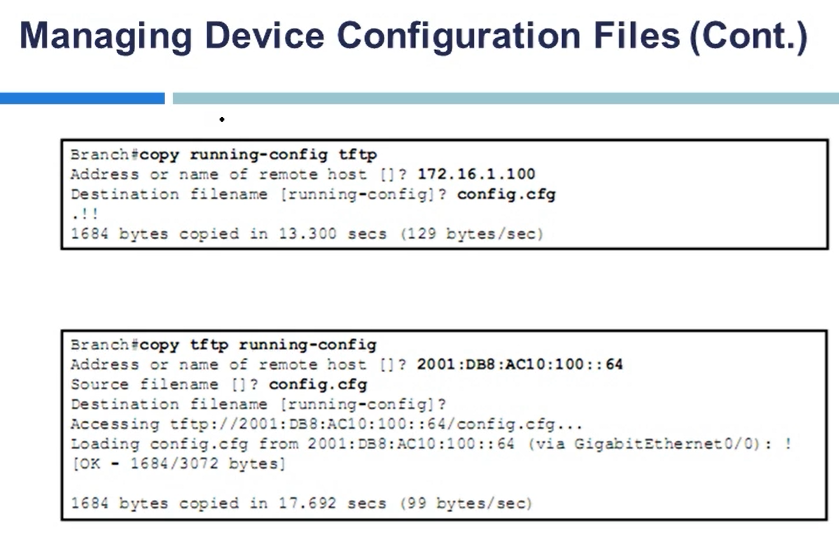 Managing Device Configuration Files (Cont.)
•
Branch#copy running-config tftp
Address or name of remote host []? 172.16.1.100
Destination filename [running-config]? config.cfg
.!!
1684 bytes copied in 13.300 secs (129 bytes/sec)
Branch#copy tftp running-config
Address or name of remote host []? 2001:DB8:AC10:100::64
Source filename []? config.cfg
Destination filename [running-config]?
Accessing tftp://2001:DB8:AC10:100::64/config.cfg...
Loading config.cfg from 2001:DB8:AC10:100::64 (via GigabitEthernet0/0): !
[OK - 1684/3072 bytes]
1684 bytes copied in 17.692 secs (99 bytes/sec)